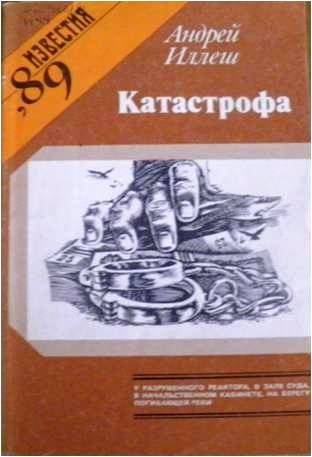 ИЗВЕСТИЯ
,89
Андрей
Иллеш
Катастрофа
У РАЗРУШЕННОГО РЕАКТОРА, В ЗАЛЕ СУДА,
В НАЧАЛЬСТВЕННОМ КАБИНЕТЕ, НА БЕРЕГУ
ПОГИБАЮЩЕЙ РЕКИ